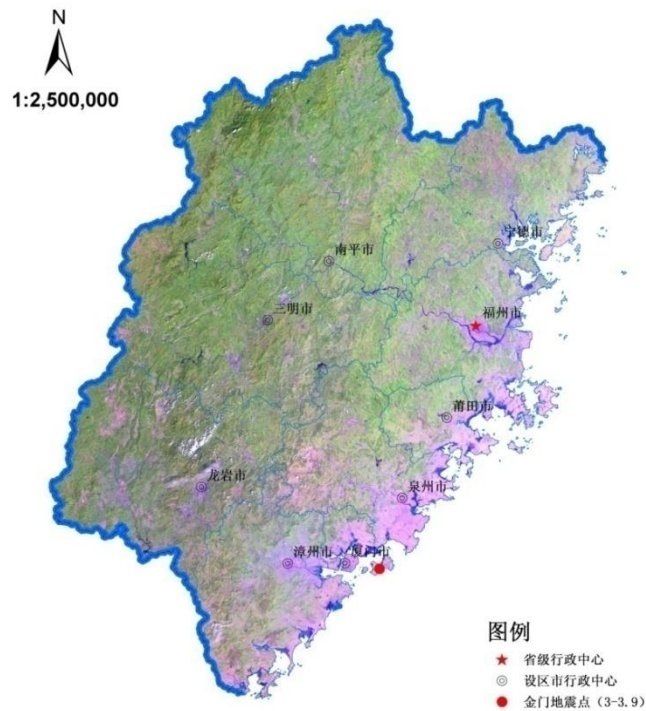 N
1:2,500,000
宁德市
南平市
三明市
福州市
莆田市
龙岩市
泉州市
漳州市
厦门市
图例
省级行政中心
设区市行政中心
金门地震点（3-3.9）